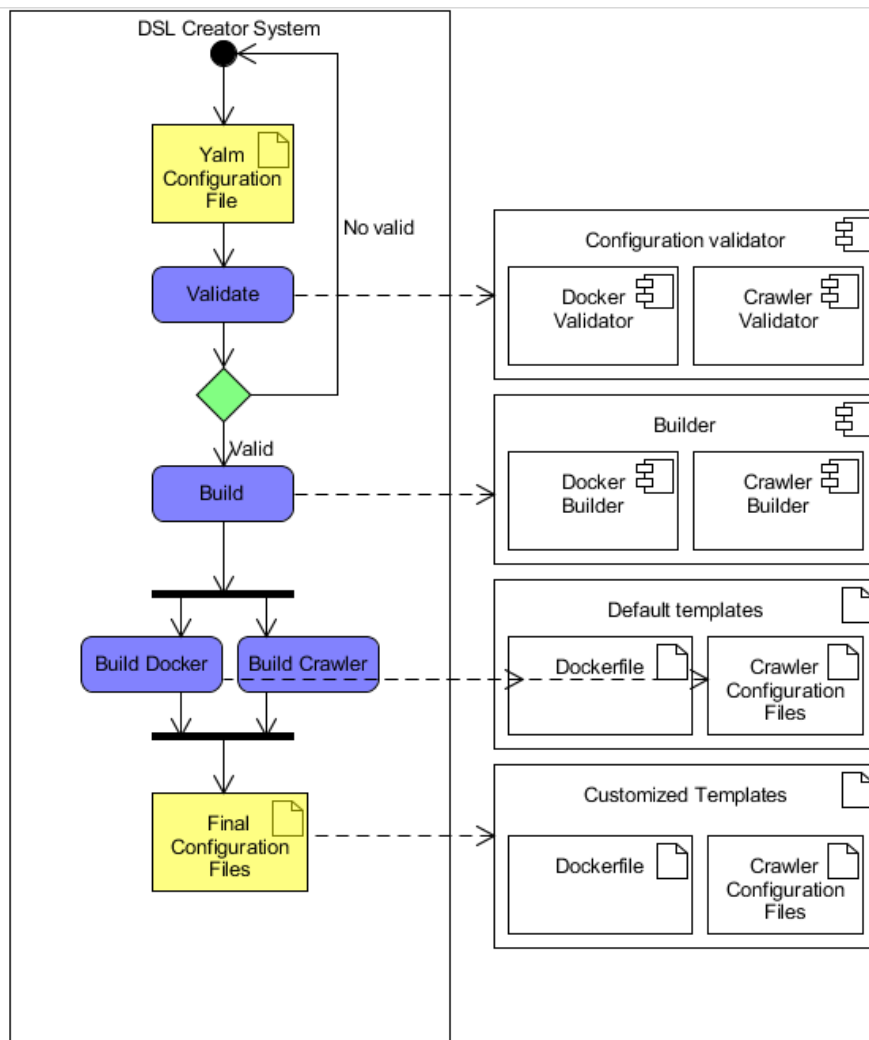 DSL Creator System
Yalm
Configuration
File
No valid
Validate
Valid
Build
Build Docker
Build Crawler
Final
Configuration
Files
Configuration validator
Docker
Validator
Crawler
Validator
Builder
Docker
Builder
Crawler
Builder
Default templates
Dockerfile
Crawler
Configuration
Files
Customized Templates
Dockerfile
Crawler
Configuration
Files